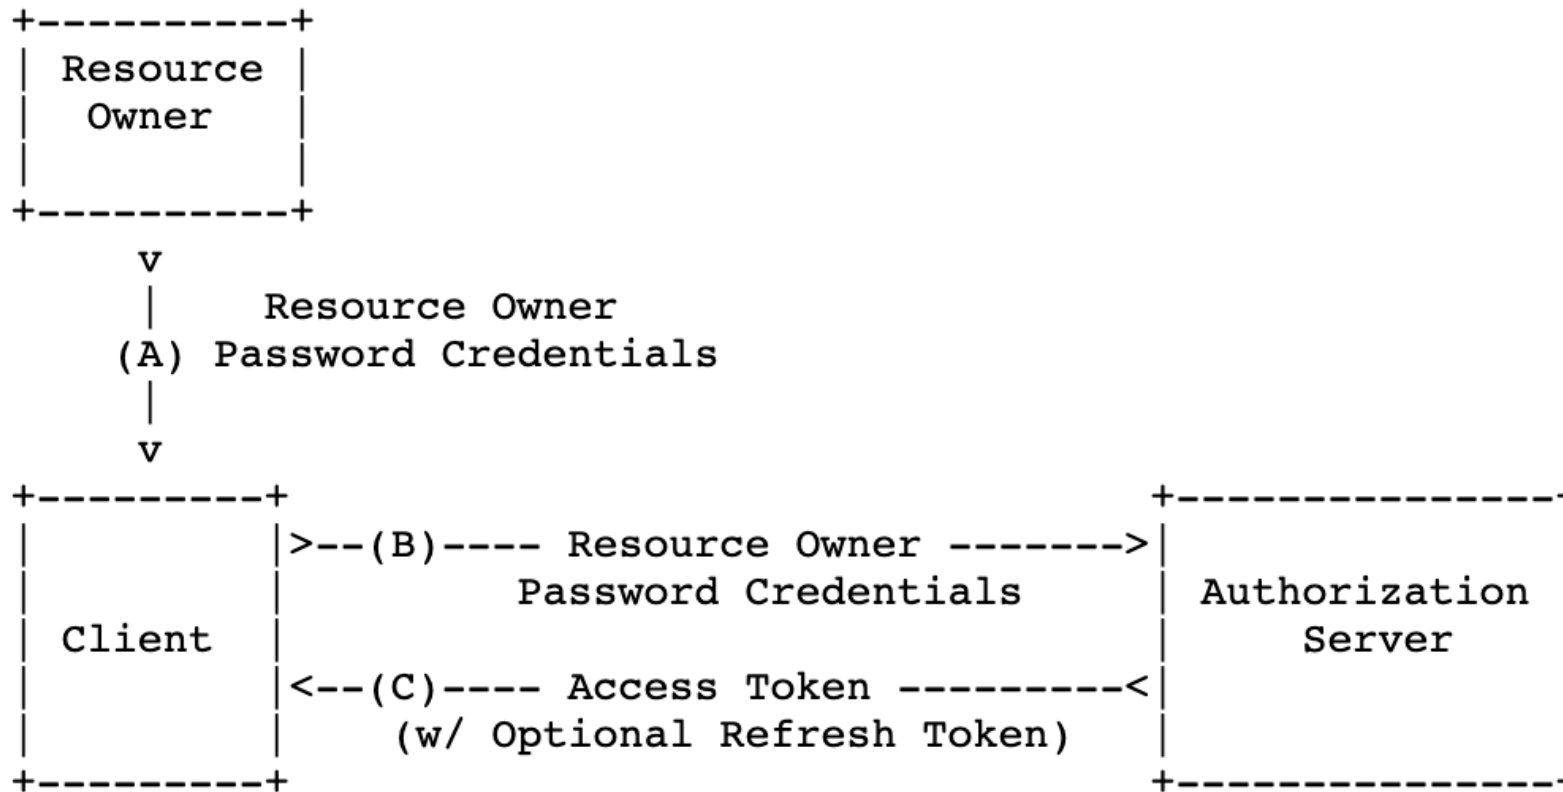 +----------+
| Resource |
|  Owner   |
|          |
+----------+
     v
     |    Resource Owner
    (A) Password Credentials
     |
     v
+---------+                                  +---------------
|         |>--(B)---- Resource Owner ------->|
|         |         Password Credentials     | Authorization
| Client  |                                  |     Server
|         |<--(C)---- Access Token ---------<|
|         |    (w/ Optional Refresh Token)   |
+---------+                                  +---------------